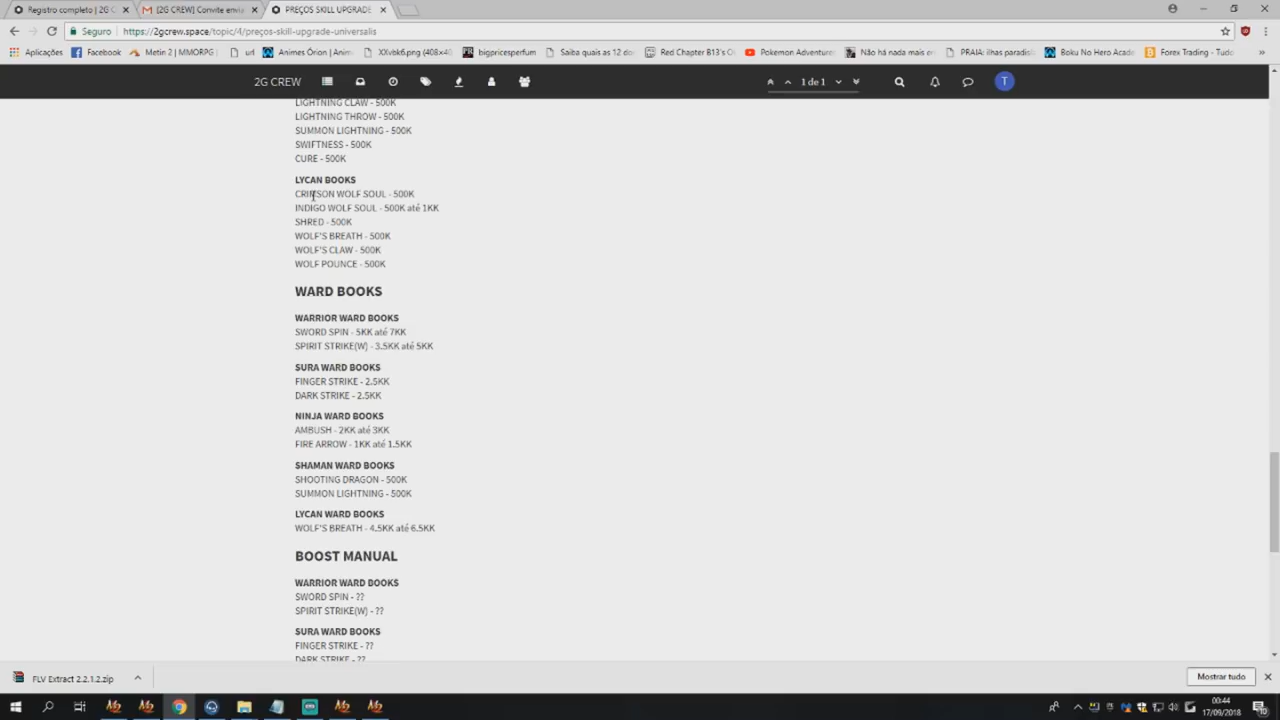 Registro completo | 2G C
[2G CREW] Convite envia
PREÇOS SKILL UPGRADE
Seguro
https://2gcrew.space/topic/4/preços-skill-upgrade-universalis
Aplicações
Facebook
Metin 2 | MMORPG
url
Animes Órion | Anim
XXvbk6.png (408×4
bigpricesperfum
Saiba quais as 12 do
Red Chapter B13's O
Pokemon Adventure
Não há nada mais en
PRAIA: ilhas paradis
Boku No Hero Acade
Forex Trading - Tudo
2G CREW
1 de 1
T
LIGHTNING CLAW - 500K
LIGHTNING THROW - 500K
SUMMON LIGHTNING - 500K
SWIFTNESS - 500K
CURE - 500K
LYCAN BOOKS
CRIMSON WOLF SOUL - 500K
INDIGO WOLF SOUL - 500K até 1KK
SHRED - 500K
WOLF'S BREATH - 500K
WOLF'S CLAW - 500K
WOLF POUNCE - 500K
WARD BOOKS
WARRIOR WARD BOOKS
SWORD SPIN - 5KK até 7KK
SPIRIT STRIKE(W) - 3.5KK até 5KK
SURA WARD BOOKS
FINGER STRIKE - 2.5KK
DARK STRIKE - 2.5KK
NINJA WARD BOOKS
AMBUSH - 2KK até 3KK
FIRE ARROW - 1KK até 1.5KK
SHAMAN WARD BOOKS
SHOOTING DRAGON - 500K
SUMMON LIGHTNING - 500K
LYCAN WARD BOOKS
WOLF'S BREATH - 4.5KK até 6.5KK
BOOST MANUAL
WARRIOR WARD BOOKS
SWORD SPIN - ??
SPIRIT STRIKE(W) - ??
SURA WARD BOOKS
FINGER STRIKE - ??
DARK STRIKE - ??
FLV Extract 2.2.1.2.zip
Mostrar tudo
00:44
17/09/2018